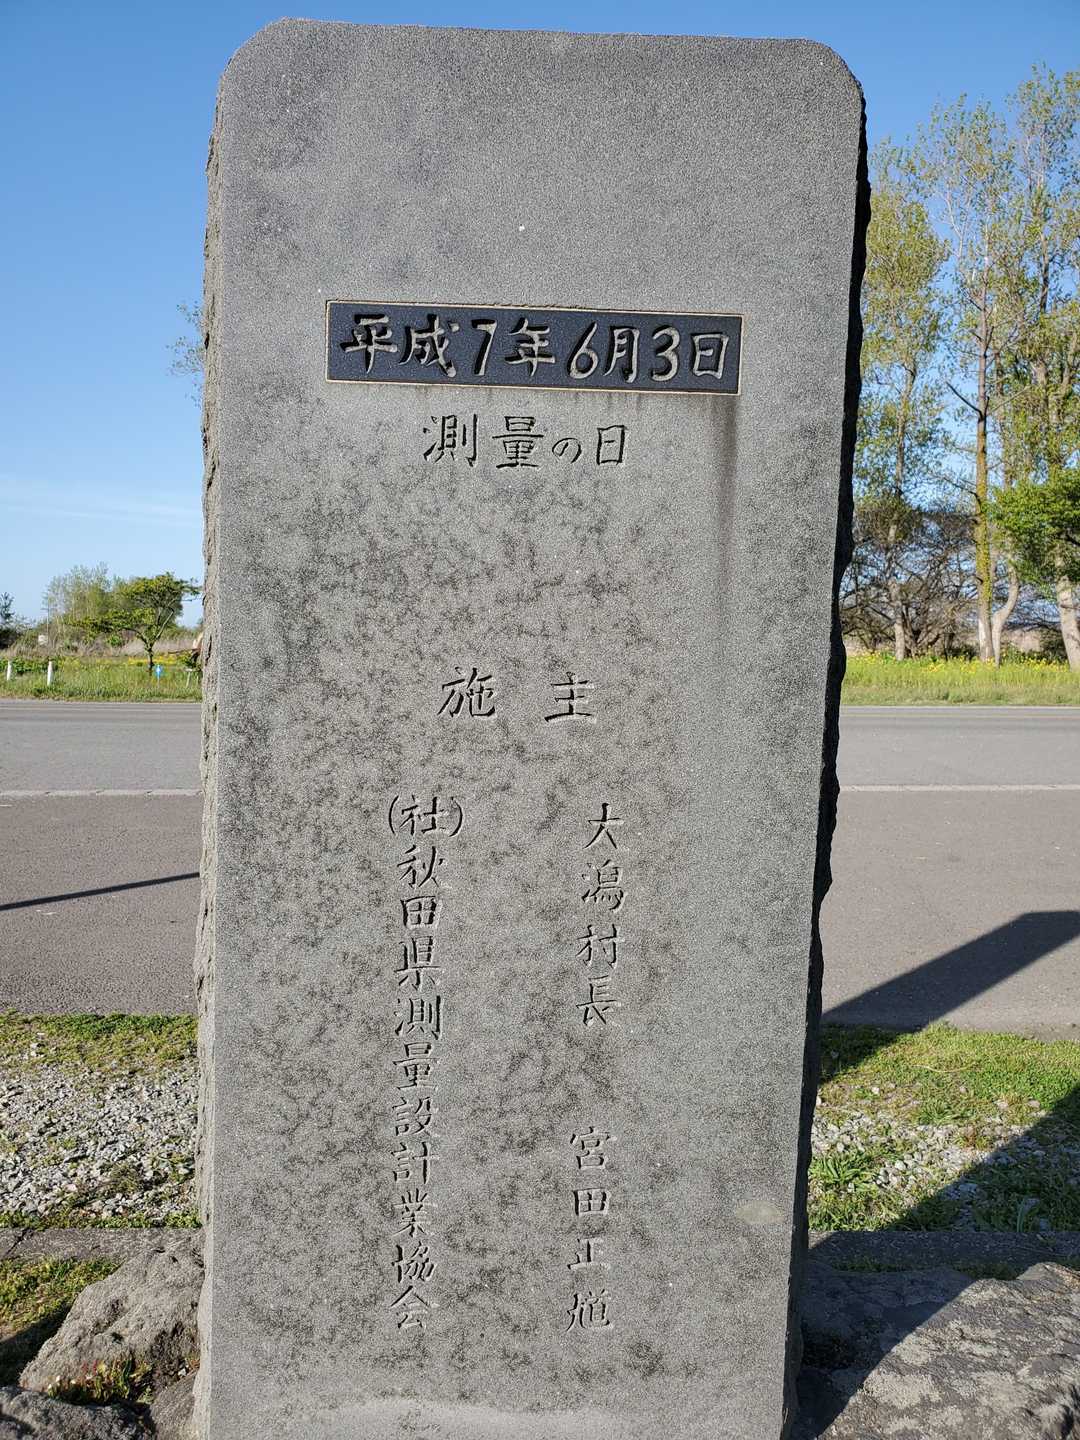 平成7年6月3日
測量の日
施主
大潟村長 宮田正馗
(社)秋田県測量設計業協会